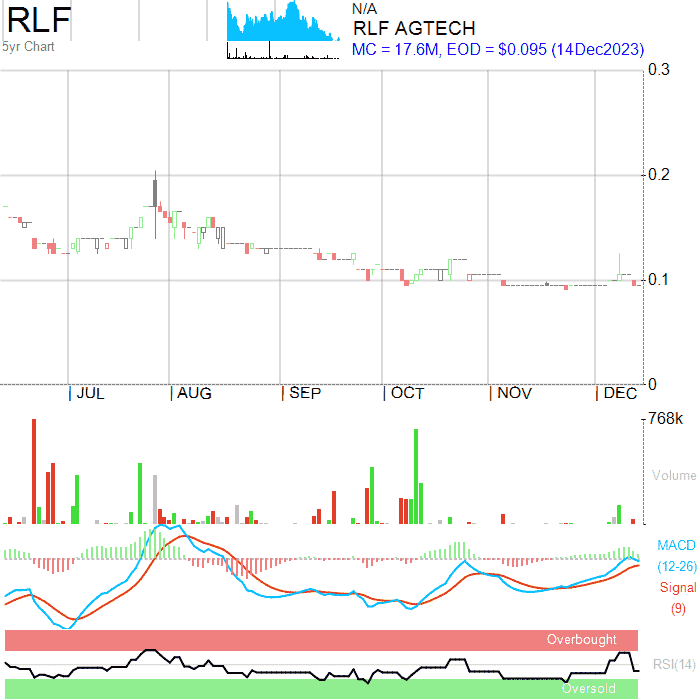 RLF
5yr Chart
N/A
RLF AGTECH
MC = 17.6M, EOD = $0.095 (14Dec2023)
0.3
0.2
0.1
0
JUL AUG SEP OCT NOV DEC
768k
Volume
MACD
(12-26)
Signal
(9)
Overbought
RSI(14)
Oversold